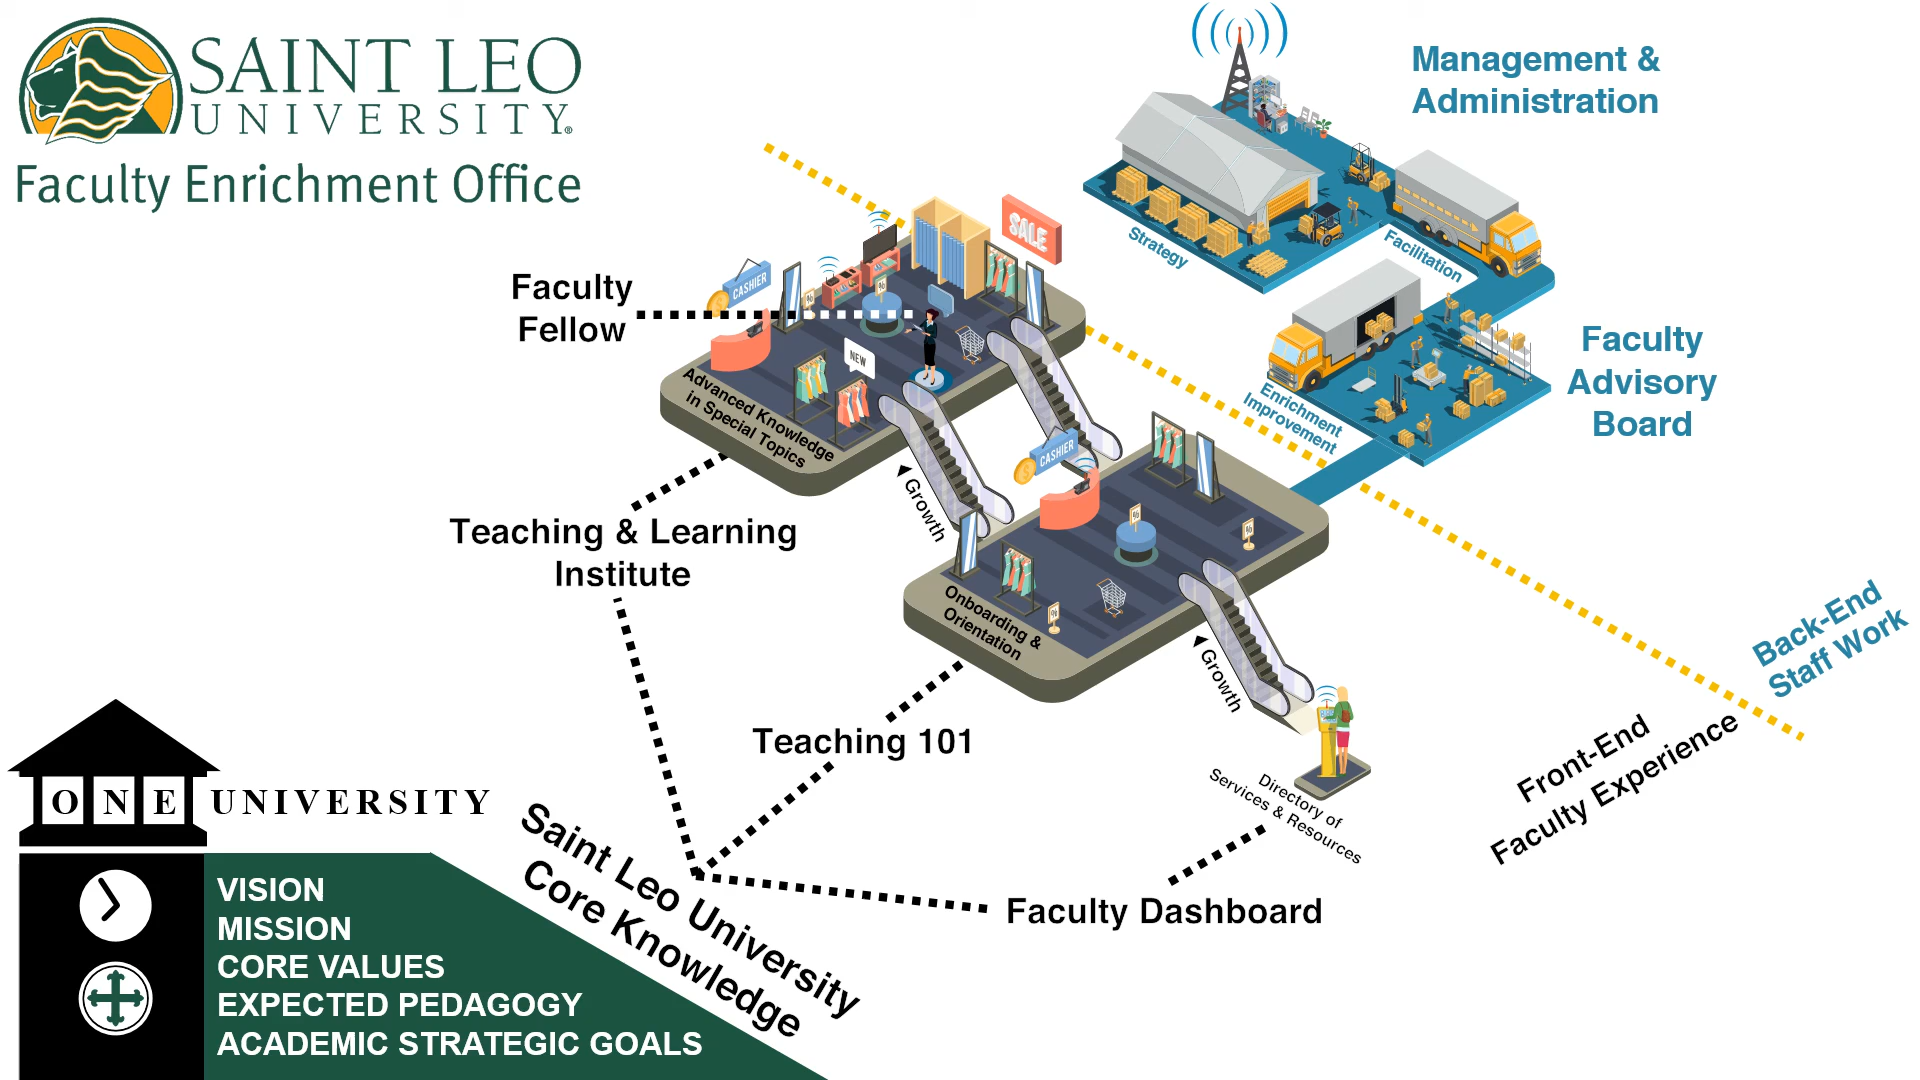 SAINT LEO
UNIVERSITY®
Faculty Enrichment Office
Management &
Administration
Strategy
Facilitation
Faculty
Advisory
Board
Enrichment
Improvement
SALE
CASHIER
Faculty
Fellow
NEW
Advanced Knowledge
in Special Topics
Growth
CASHIER
Teaching & Learning
Institute
Onboarding &
Orientation
Growth
Teaching 101
Directory of
Services & Resources
Faculty Dashboard
Back-End
Staff Work
Front-End
Faculty Experience
Saint Leo University
Core Knowledge
ONE UNIVERSITY
VISION
MISSION
CORE VALUES
EXPECTED PEDAGOGY
ACADEMIC STRATEGIC GOALS